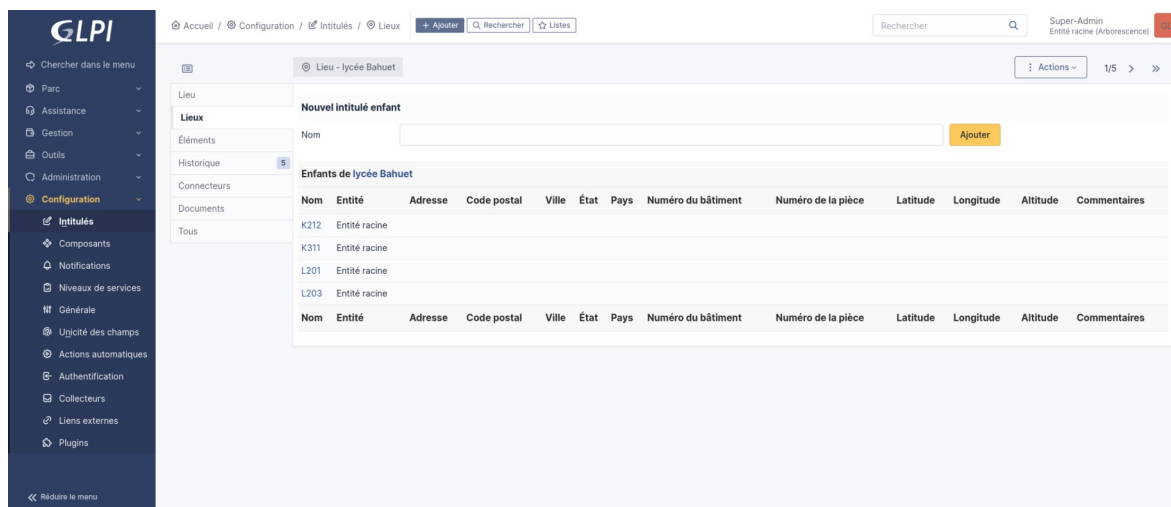 GLPI
Accueil / Configuration / Intitulés / Lieux
+ Ajouter
Rechercher
Listes
Rechercher
Super-Admin
Entité racine (Arborescence)
Chercher dans le menu
Parc
Assistance
Gestion
Outils
Administration
Configuration
Intitulés
Composants
Notifications
Niveaux de services
Générale
Unicité des champs
Actions automatiques
Authentification
Collecteurs
Liens externes
Plugins
Réduire le menu
Lieu
Lieux
Éléments
Historique 5
Connecteurs
Documents
Tous
Lieu - lycée Bahuet
Actions
1/5
Nouvel intitulé enfant
Nom
Ajouter
Enfants de lycée Bahuet
Nom Entité Adresse Code postal Ville État Pays Numéro du bâtiment Numéro de la pièce Latitude Longitude Altitude Commentaires
K212 Entité racine
K311 Entité racine
L201 Entité racine
L203 Entité racine
Nom Entité Adresse Code postal Ville État Pays Numéro du bâtiment Numéro de la pièce Latitude Longitude Altitude Commentaires